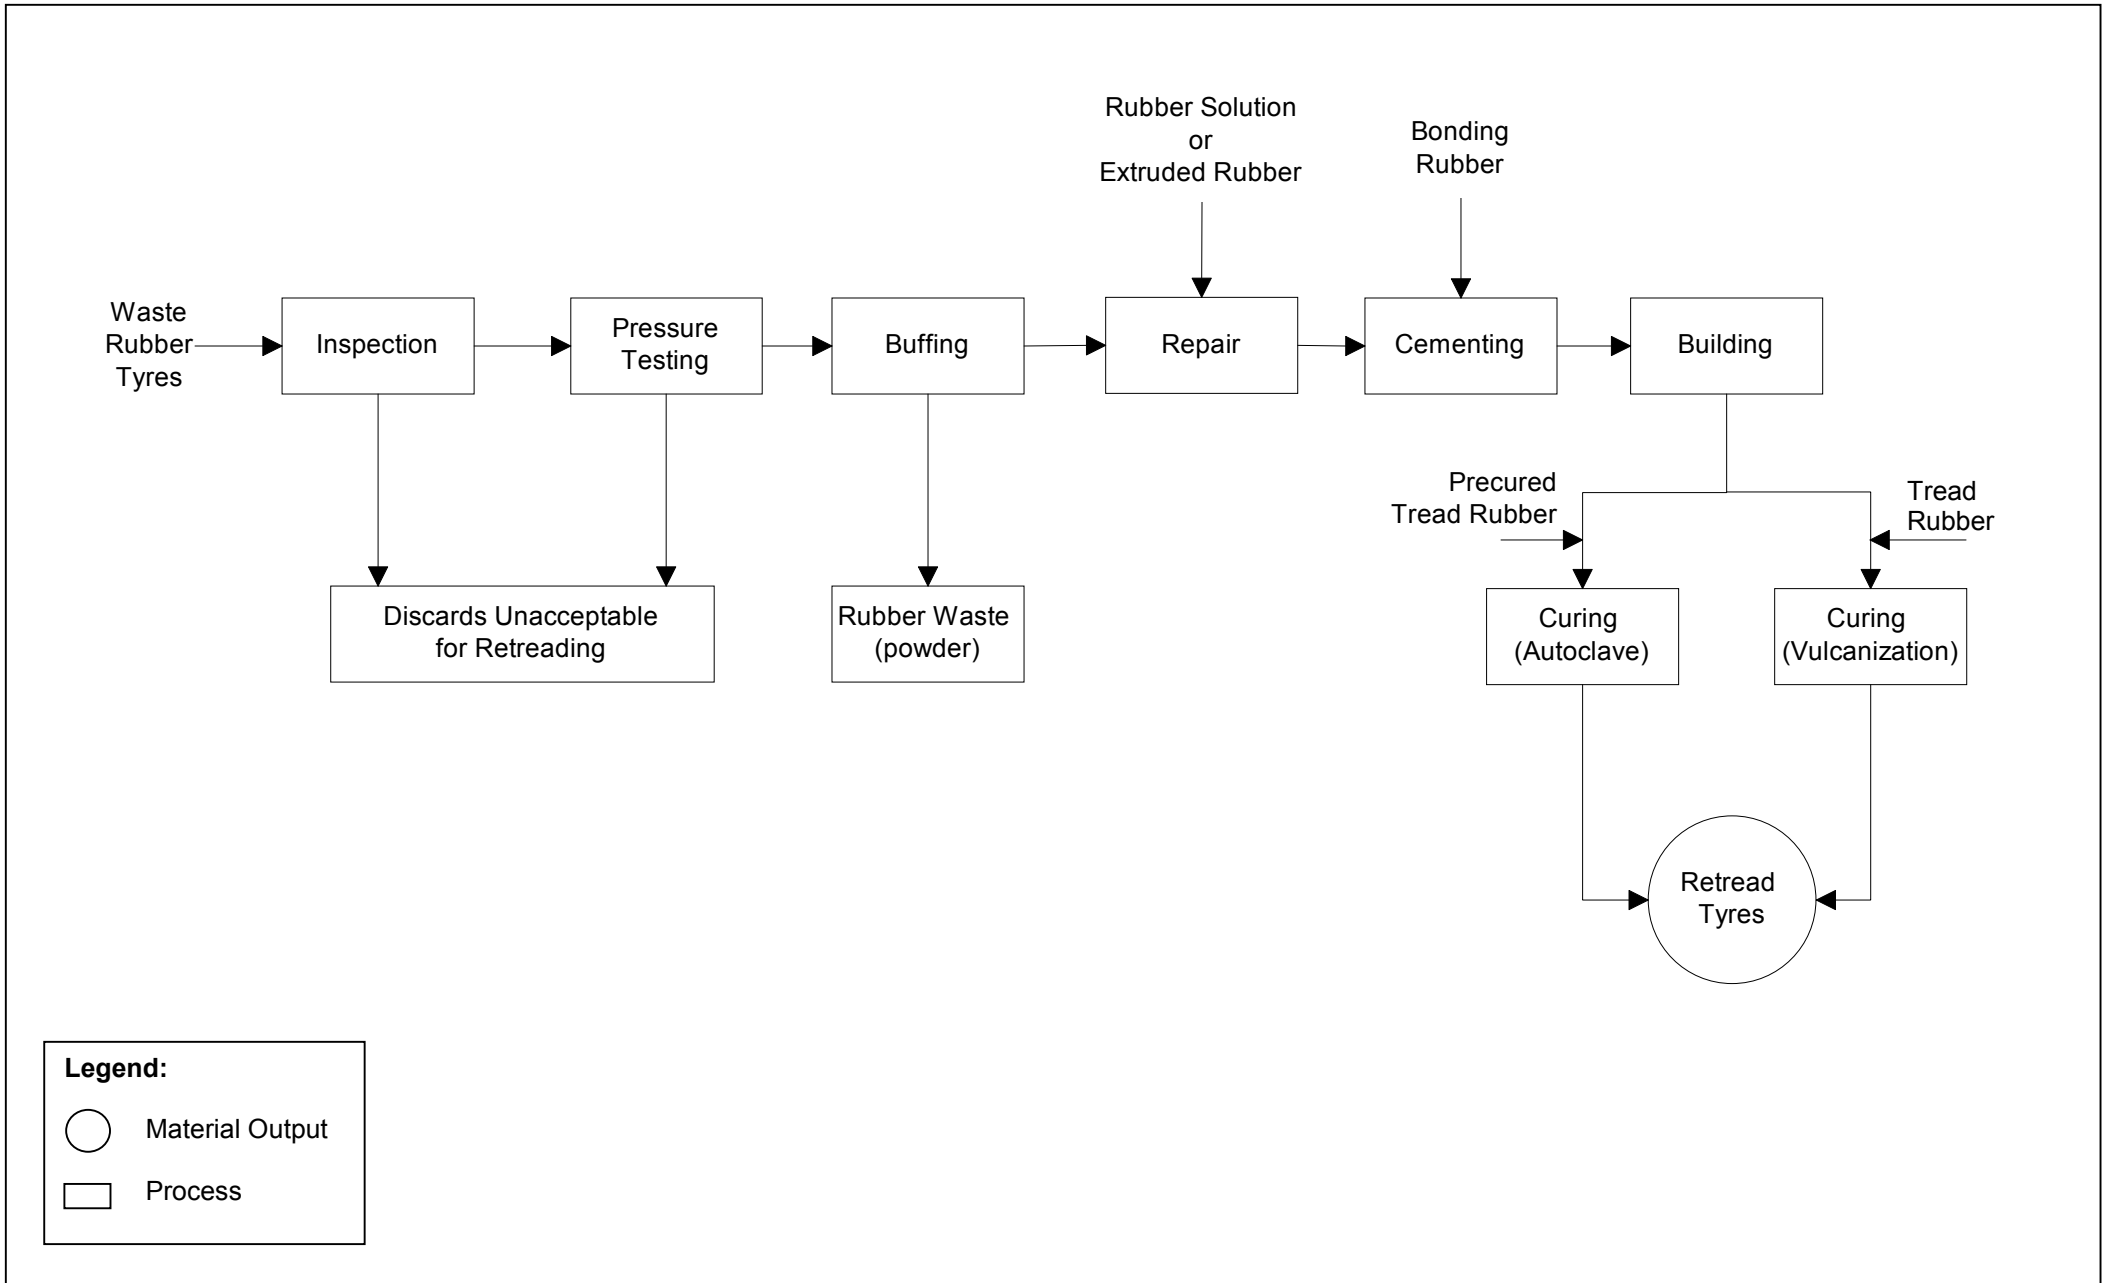 Rubber Solution
or
Extruded Rubber
Bonding
Rubber
Waste
Rubber
Tyres
Inspection
Pressure
Testing
Buffing
Repair
Cementing
Building
Precured
Tread Rubber
Tread
Rubber
Discards Unacceptable
for Retreading
Rubber Waste
(powder)
Curing
(Autoclave)
Curing
(Vulcanization)
Retread
Tyres
Legend:
Material Output
Process